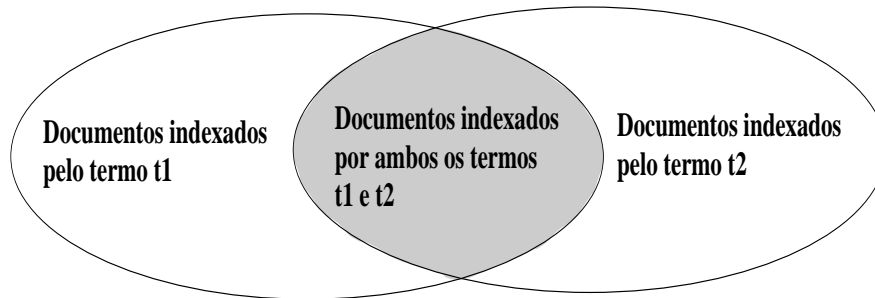 Documentos indexados
pelo termo t1
Documentos indexados
por ambos os termos
t1 e t2
Documentos indexados
pelo termo t2